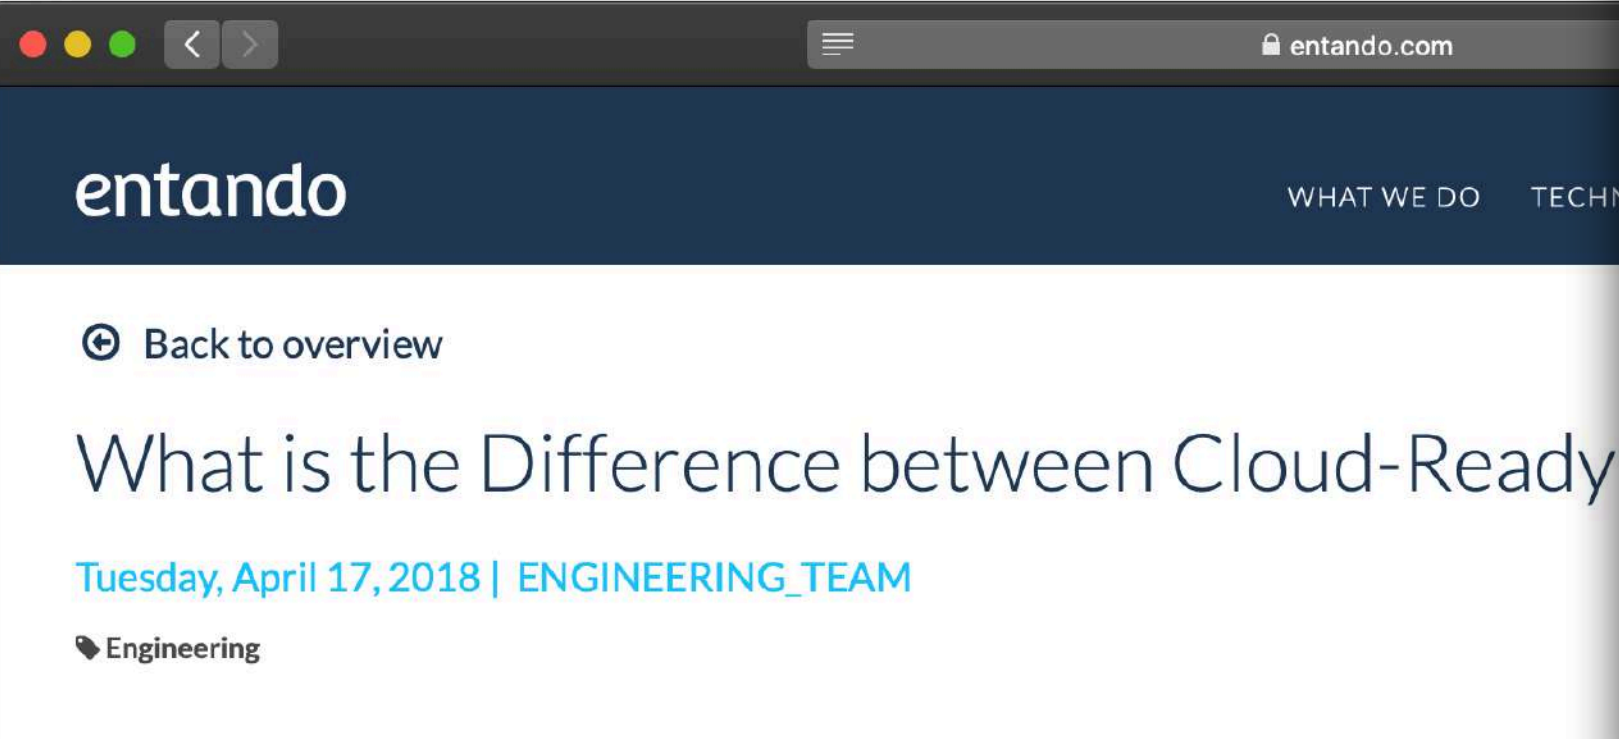 entando.com
entando
WHAT WE DO TECHN
Back to overview
What is the Difference between Cloud-Ready
Tuesday, April 17, 2018 | ENGINEERING_TEAM
Engineering